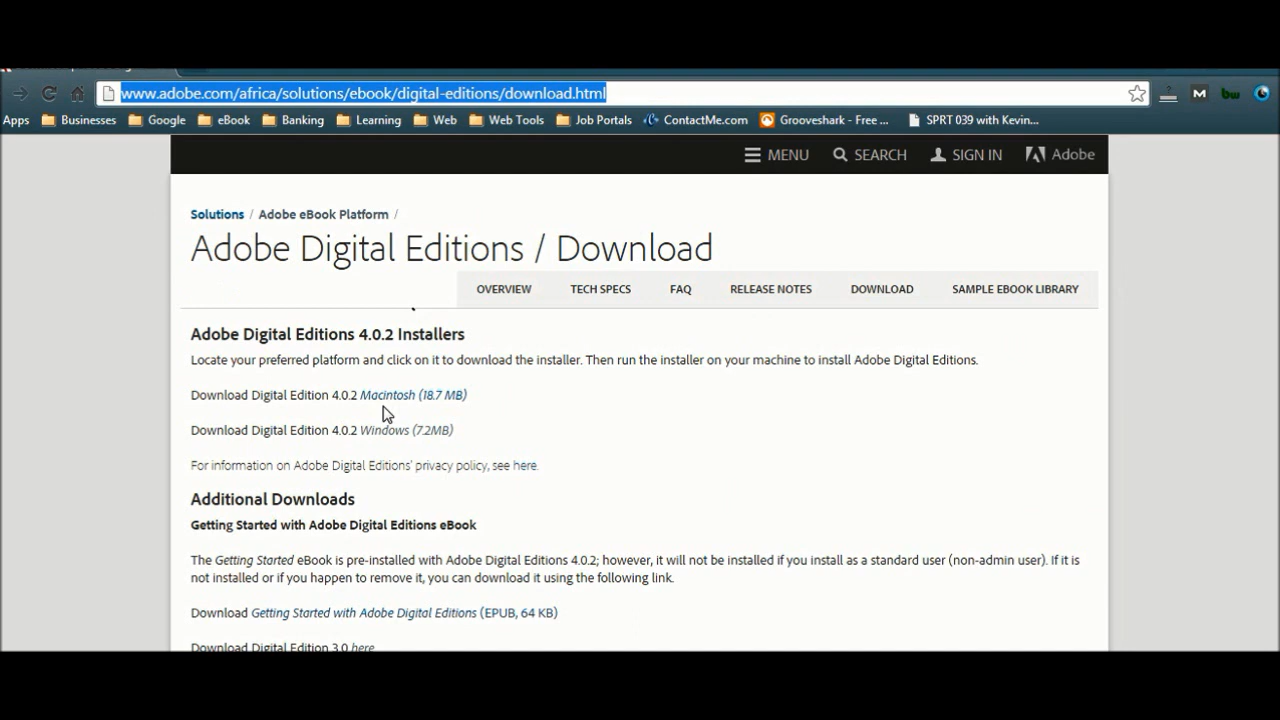 www.adobe.com/africa/solutions/ebook/digital-editions/download.html
Apps Businesses Google eBook Banking Learning Web Web Tools Job Portals ContactMe.com Grooveshark - Free ... SPRT 039 with Kevin...
MENU SEARCH SIGN IN Adobe
Solutions / Adobe eBook Platform /
Adobe Digital Editions / Download
OVERVIEW TECH SPECS FAQ RELEASE NOTES DOWNLOAD SAMPLE EBOOK LIBRARY
Adobe Digital Editions 4.0.2 Installers
Locate your preferred platform and click on it to download the installer. Then run the installer on your machine to install Adobe Digital Editions.
Download Digital Edition 4.0.2 Macintosh (18.7 MB)
Download Digital Edition 4.0.2 Windows (7.2MB)
For information on Adobe Digital Editions' privacy policy, see here.
Additional Downloads
Getting Started with Adobe Digital Editions eBook
The Getting Started eBook is pre-installed with Adobe Digital Editions 4.0.2; however, it will not be installed if you install as a standard user (non-admin user). If it is
not installed or if you happen to remove it, you can download it using the following link.
Download Getting Started with Adobe Digital Editions (EPUB, 64 KB)
Download Digital Edition 3.0 here.